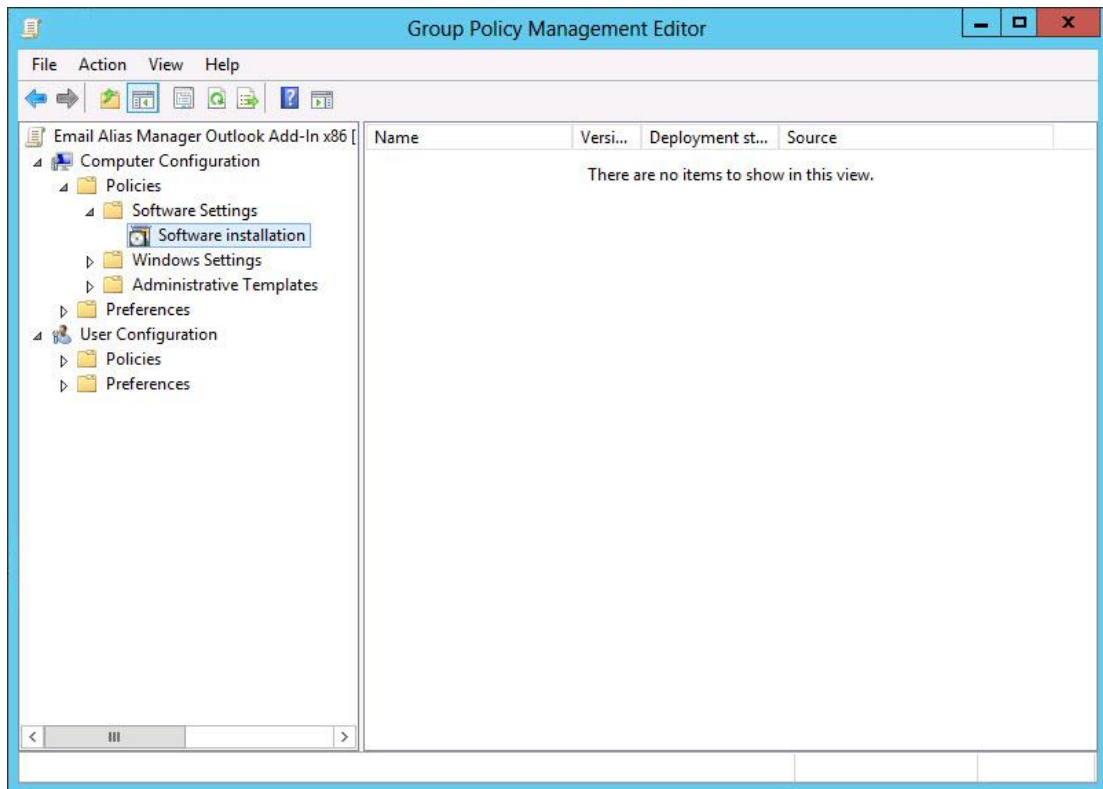 Group Policy Management Editor
File Action View Help
Email Alias Manager Outlook Add-In x86 [
Computer Configuration
Policies
Software Settings
Software installation
Windows Settings
Administrative Templates
Preferences
User Configuration
Policies
Preferences
Name Versi... Deployment st... Source
There are no items to show in this view.